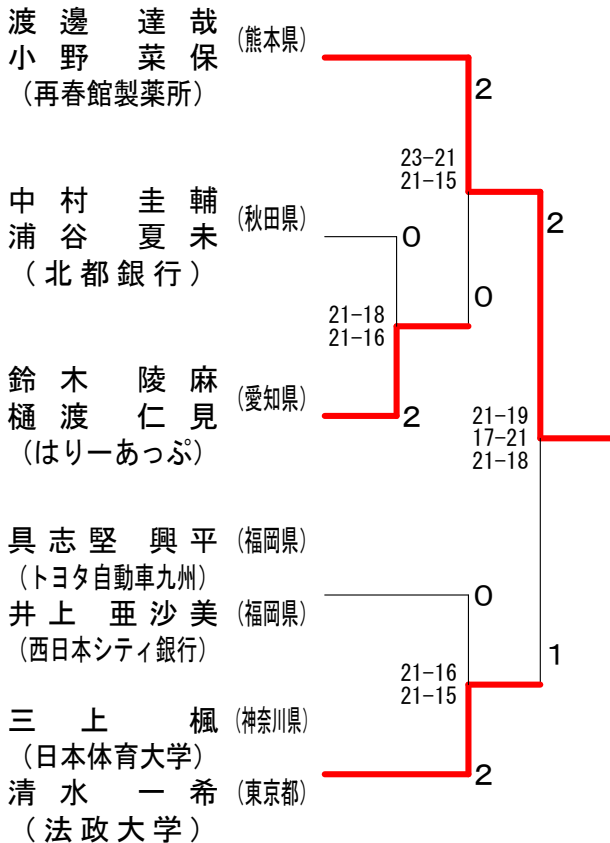 渡邊 達哉 (熊本県)
小野 菜保
(再春館製薬所)
2
23-21
21-15
中村 圭輔 (秋田県)
浦谷 夏未
(北都銀行)
0
2
0
21-18
21-16
鈴木 陵麻 (愛知県)
樋渡 仁見
(はりーあっぷ)
2
21-19
17-21
21-18
具志堅 興平 (福岡県)
(トヨタ自動車九州)
井上 亜沙美 (福岡県)
(西日本シティ銀行)
0
1
21-16
21-15
三上 楓 (神奈川県)
(日本体育大学)
清水 一希 (東京都)
(法政大学)
2